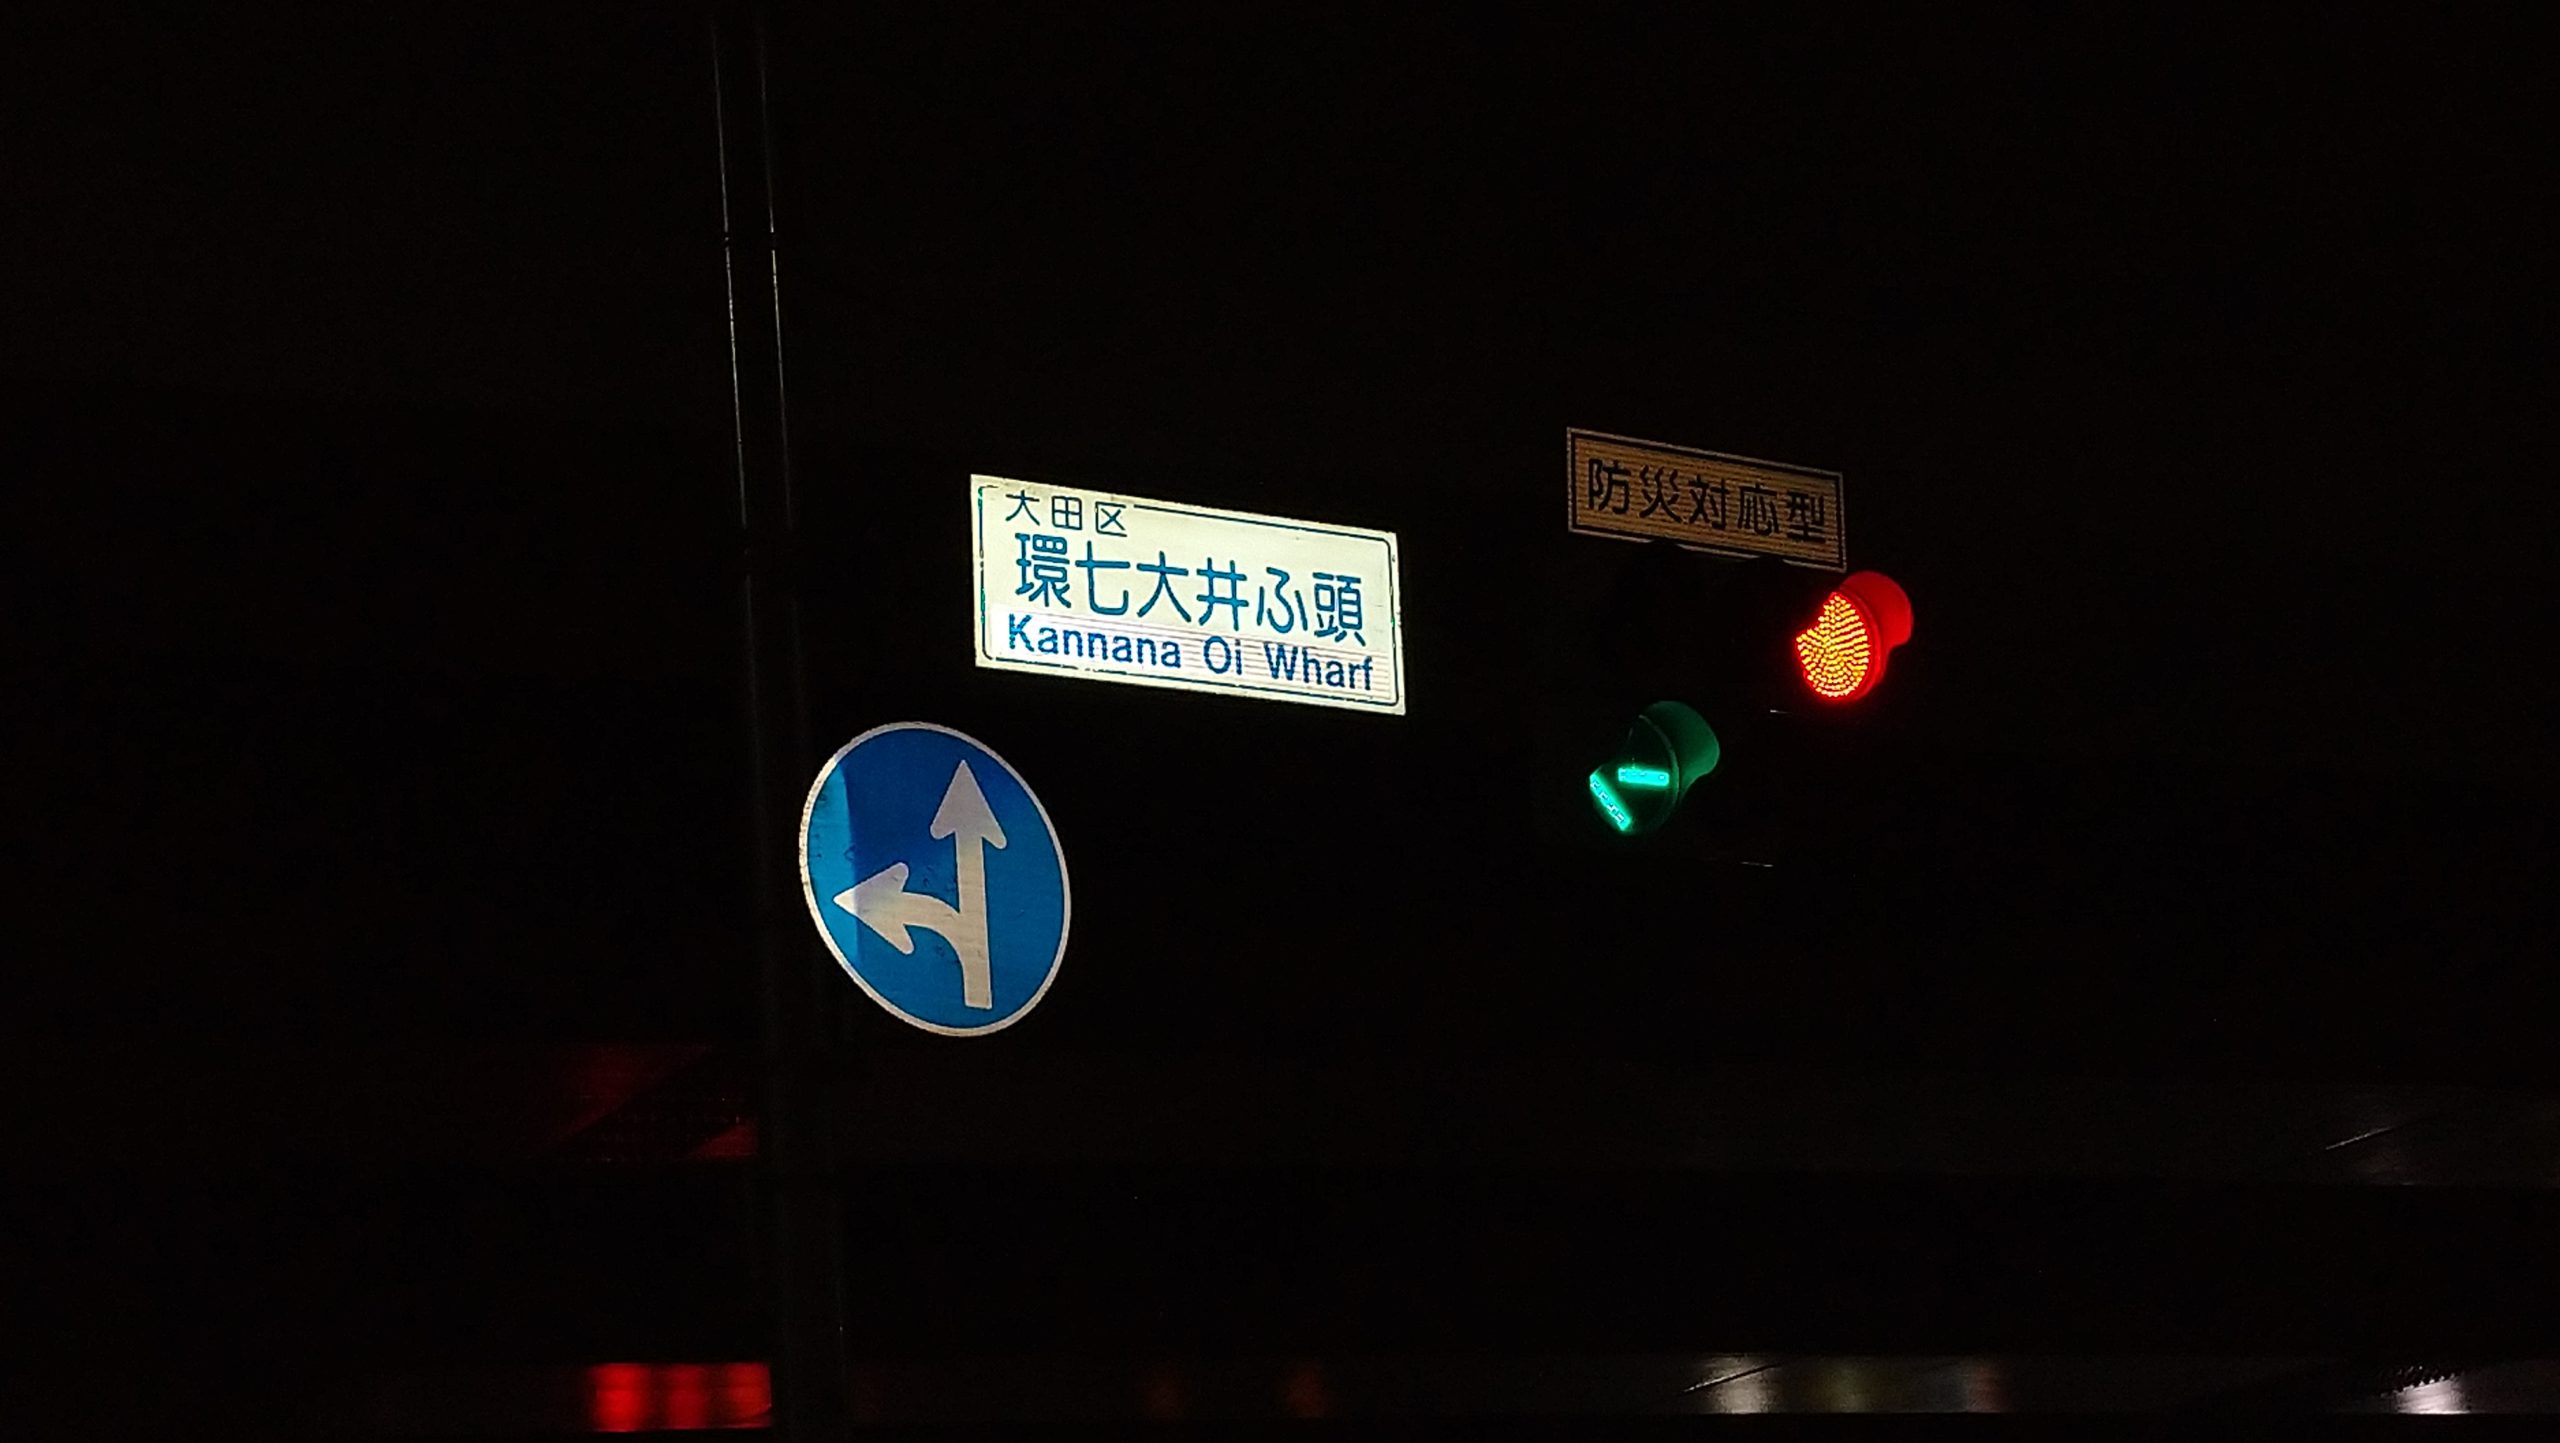 大田区
環七大井ふ頭
Kannana Oi Wharf
防災対応型